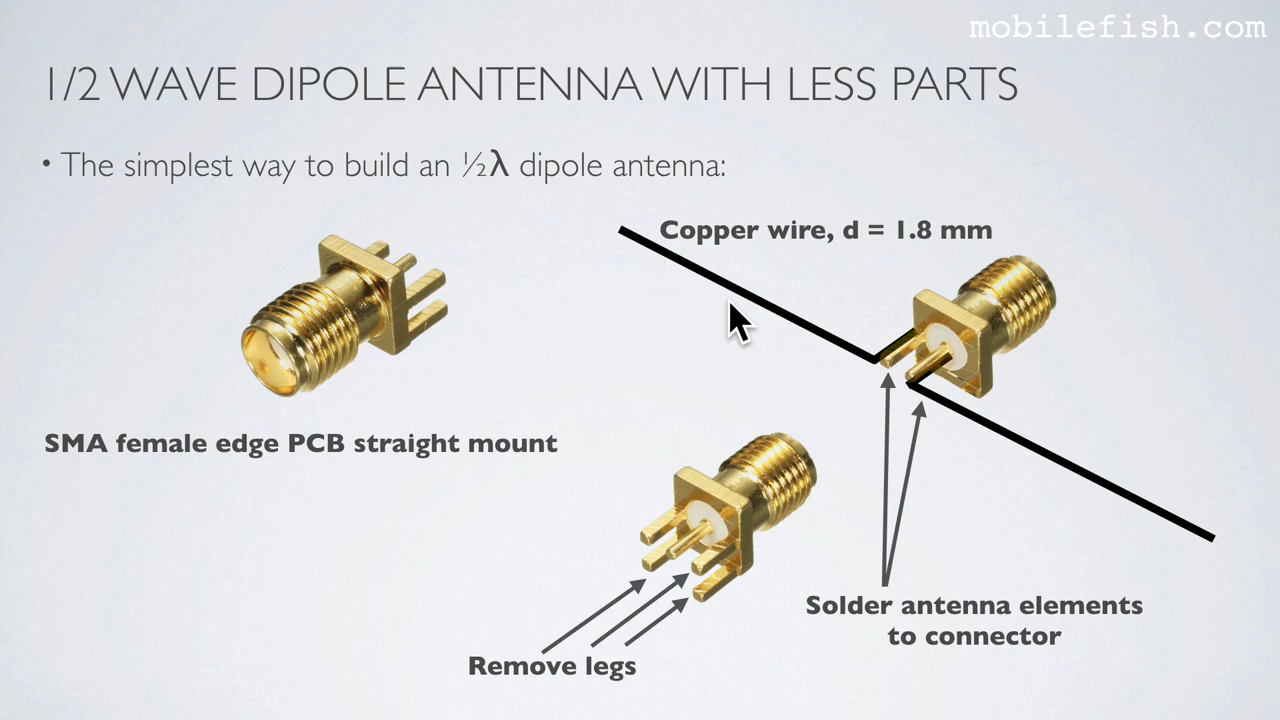 mobilefish.com
1/2 WAVE DIPOLE ANTENNA WITH LESS PARTS
• The simplest way to build an ½λ dipole antenna:
Copper wire, d = 1.8 mm
SMA female edge PCB straight mount
Solder antenna elements
to connector
Remove legs